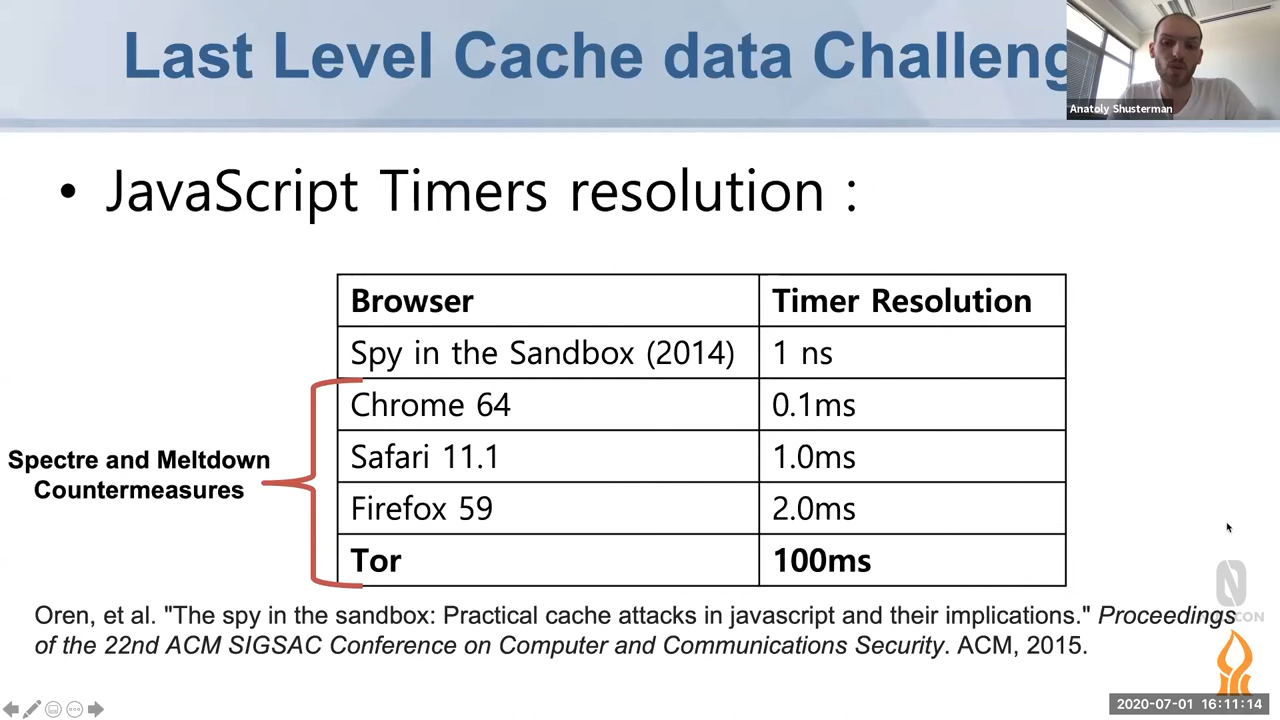 Last Level Cache data Challeng
Anatoly Shusterman
• JavaScript Timers resolution :
Browser Timer Resolution
Spy in the Sandbox (2014) 1 ns
Chrome 64 0.1ms
Safari 11.1 1.0ms
Firefox 59 2.0ms
Tor 100ms
Spectre and Meltdown
Countermeasures
Oren, et al. "The spy in the sandbox: Practical cache attacks in javascript and their implications." Proceedings
of the 22nd ACM SIGSAC Conference on Computer and Communications Security. ACM, 2015.
2020-07-01 16:11:14